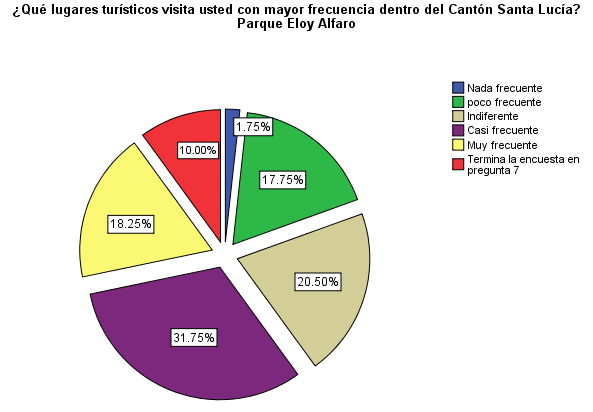 ¿Qué lugares turísticos visita usted con mayor frecuencia dentro del Cantón Santa Lucía?
Parque Eloy Alfaro
Nada frecuente
poco frecuente
Indiferente
Casi frecuente
Muy frecuente
Termina la encuesta en
pregunta 7
1.75%
10.00%
17.75%
18.25%
20.50%
31.75%